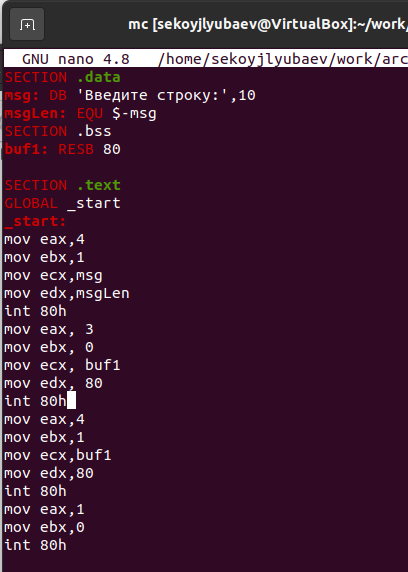 mc [sekoyjlyubaev@VirtualBox]:~/work/
GNU nano 4.8 /home/sekoyjlyubaev/work/arc
SECTION .data
msg: DB 'Введите строку:',10
msgLen: EQU $-msg
SECTION .bss
buf1: RESB 80
SECTION .text
GLOBAL _start
_start:
mov eax,4
mov ebx,1
mov ecx,msg
mov edx,msgLen
int 80h
mov eax, 3
mov ebx, 0
mov ecx, buf1
mov edx, 80
int 80h
mov eax,4
mov ebx,1
mov ecx,buf1
mov edx,80
int 80h
mov eax,1
mov ebx,0
int 80h